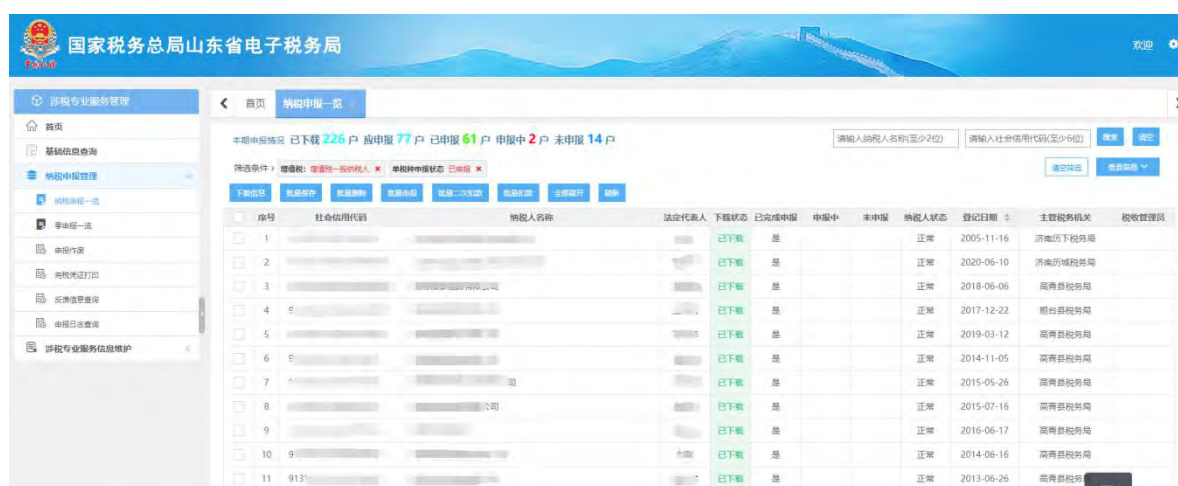 国家税务总局山东省电子税务局
欢迎
涉税专业服务管理
首页
基础信息查询
纳税申报管理
纳税申报一览
零申报一览
申报作废
完税凭证打印
反馈信息查询
申报日志查询
涉税专业服务信息维护
首页 纳税申报一览
本期申报情况 已下载 226 户 应申报 77 户 已申报 61 户 申报中 2 户 未申报 14 户
请输入纳税人名称(至少2位) 请输入社会信用代码(至少6位) 搜索 清空
筛选条件 > 增值税: 增值税一般纳税人 × 单税种申报状态 已申报 × 清空筛选 查看筛选
下载信息 批量保存 批量删除 批量申报 批量二次扣款 批量扣款 全部展开 刷新
序号 社会信用代码 纳税人名称 法定代表人 下载状态 已完成申报 申报中 未申报 纳税人状态 登记日期 主管税务机关 税收管理员
1 已下载 是 正常 2005-11-16 济南历下税务局
2 已下载 是 正常 2020-06-10 济南历城税务局
3 已下载 是 正常 2018-06-06 高青县税务局
4 9 已下载 是 正常 2017-12-22 桓台县税务局
5 已下载 是 正常 2019-03-12 高青县税务局
6 已下载 是 正常 2014-11-05 高青县税务局
7 司 已下载 是 正常 2015-05-26 高青县税务局
8 公司 已下载 是 正常 2015-07-16 高青县税务局
9 已下载 是 正常 2016-06-17 高青县税务局
10 9 已下载 是 正常 2014-06-16 高青县税务局
11 913 已下载 是 正常 2013-06-26 高青县税务